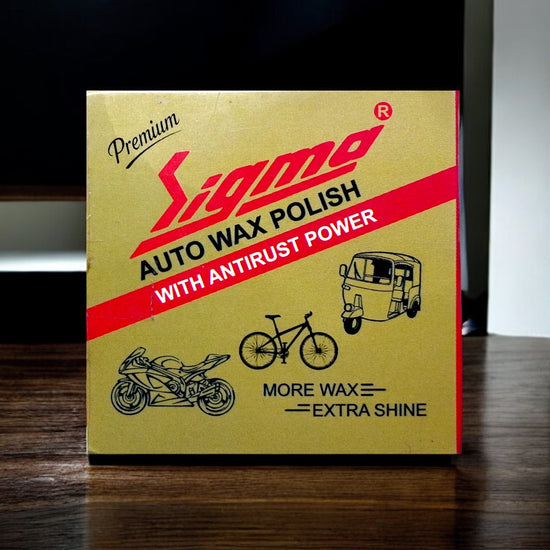 Premium
Sigma®
AUTO WAX POLISH
WITH ANTIRUST POWER
MORE WAX
EXTRA SHINE